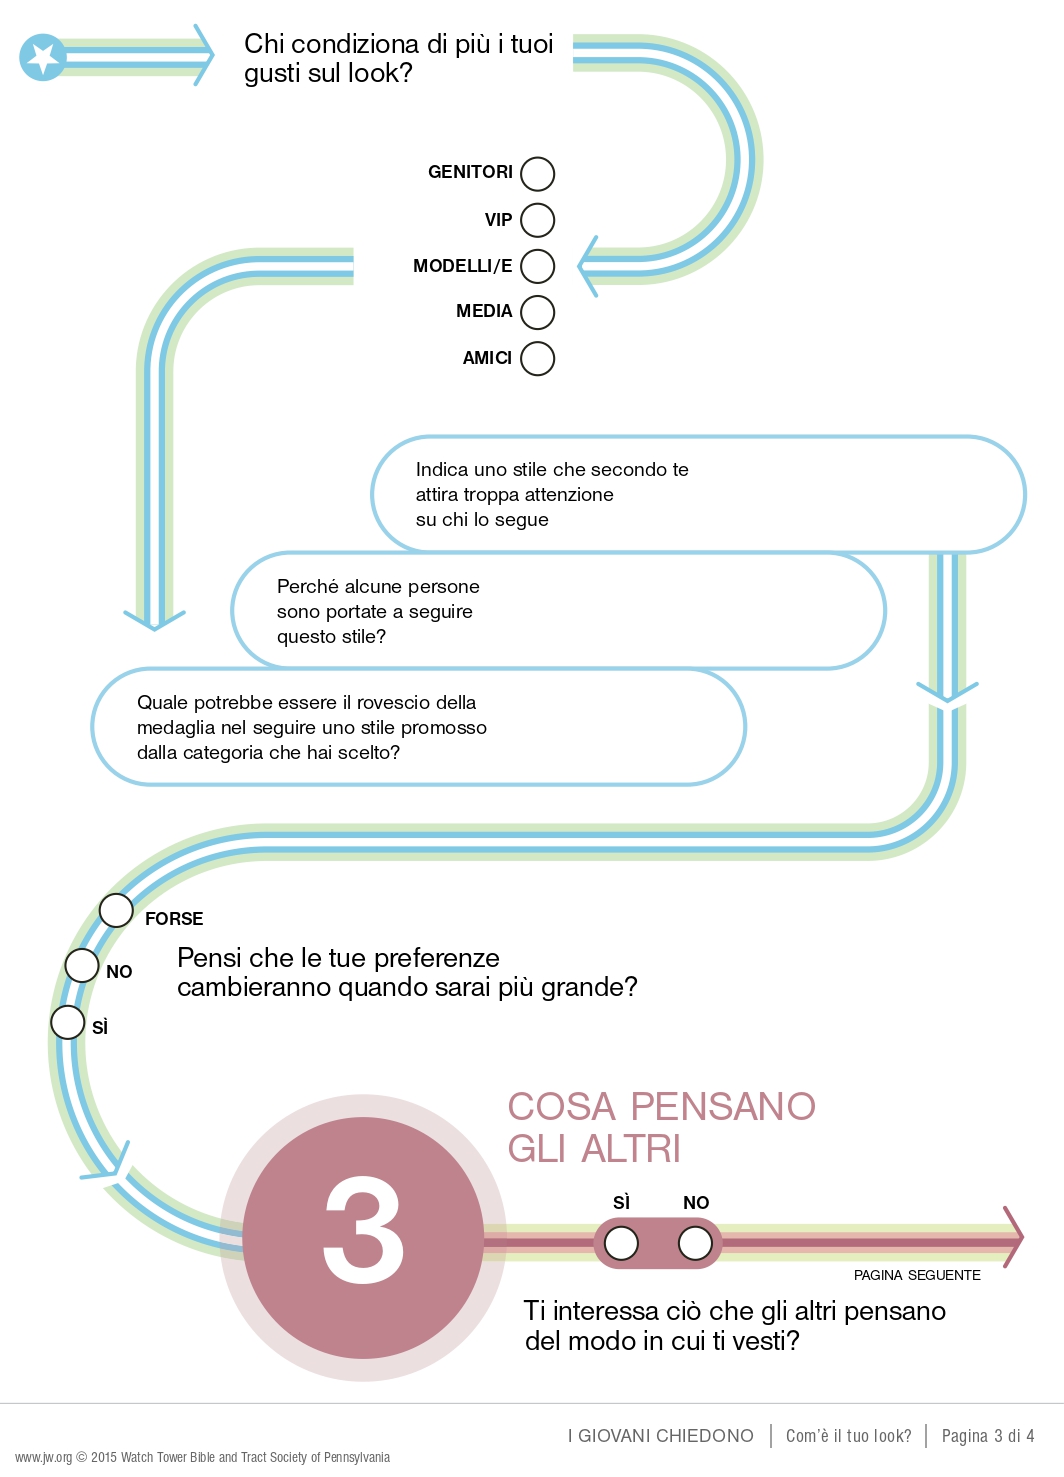 Chi condiziona di più i tuoi
gusti sul look?
GENITORI
VIP
MODELLI/E
MEDIA
AMICI
Indica uno stile che secondo te
attira troppa attenzione
su chi lo segue
Perché alcune persone
sono portate a seguire
questo stile?
Quale potrebbe essere il rovescio della
medaglia nel seguire uno stile promosso
dalla categoria che hai scelto?
FORSE
NO
SÌ
Pensi che le tue preferenze
cambieranno quando sarai più grande?
3
COSA PENSANO
GLI ALTRI
SÌ NO
PAGINA SEGUENTE
Ti interessa ciò che gli altri pensano
del modo in cui ti vesti?
I GIOVANI CHIEDONO | Com'è il tuo look? | Pagina 3 di 4
www.jw.org © 2015 Watch Tower Bible and Tract Society of Pennsylvania